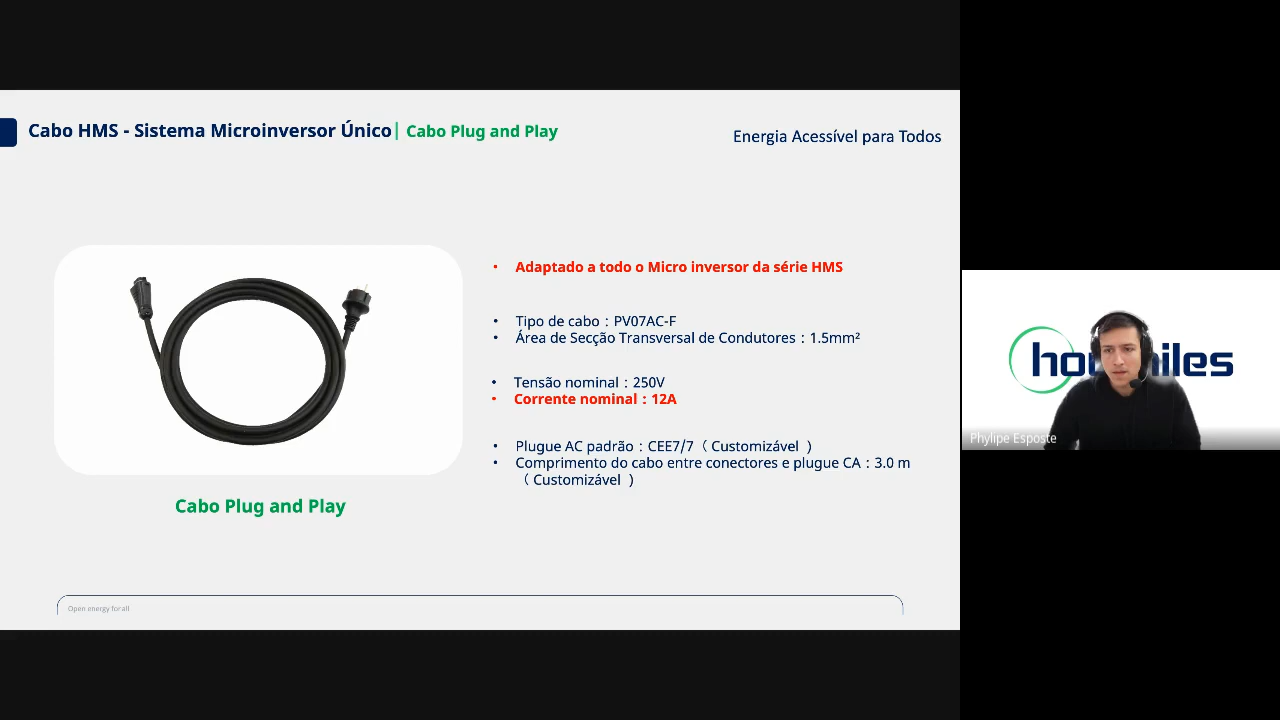 Cabo HMS - Sistema Microinversor Único| Cabo Plug and Play
Energia Acessível para Todos
• Adaptado a todo o Micro inversor da série HMS
• Tipo de cabo：PV07AC-F
• Área de Secção Transversal de Condutores：1.5mm²
• Tensão nominal：250V
• Corrente nominal：12A
• Plugue AC padrão：CEE7/7（ Customizável ）
• Comprimento do cabo entre conectores e plugue CA：3.0 m
（ Customizável ）
Cabo Plug and Play
Open energy for all
Phylipe Esposte